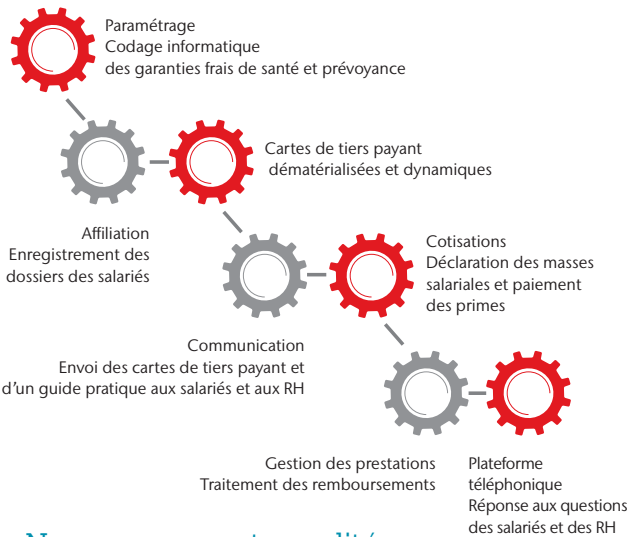 Paramétrage
Codage informatique
des garanties frais de santé et prévoyance
Cartes de tiers payant
dématérialisées et dynamiques
Affiliation
Enregistrement des
dossiers des salariés
Cotisations
Déclaration des masses
salariales et paiement
des primes
Communication
Envoi des cartes de tiers payant et
d'un guide pratique aux salariés et aux RH
Gestion des prestations
Traitement des remboursements
Plateforme
téléphonique
Réponse aux questions
des salariés et des RH